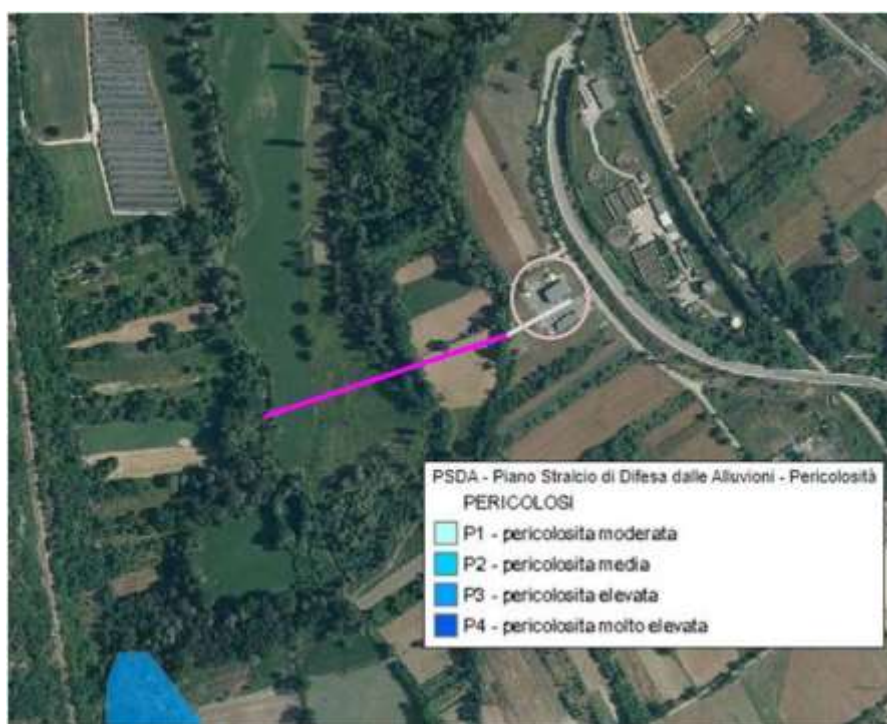 PSDA - Piano Stralcio di Difesa dalle Alluvioni - Pericolosità
PERICOLOSI
P1 - pericolosita moderata
P2 - pericolosita media
P3 - pericolosita elevata
P4 - pericolosita molto elevata